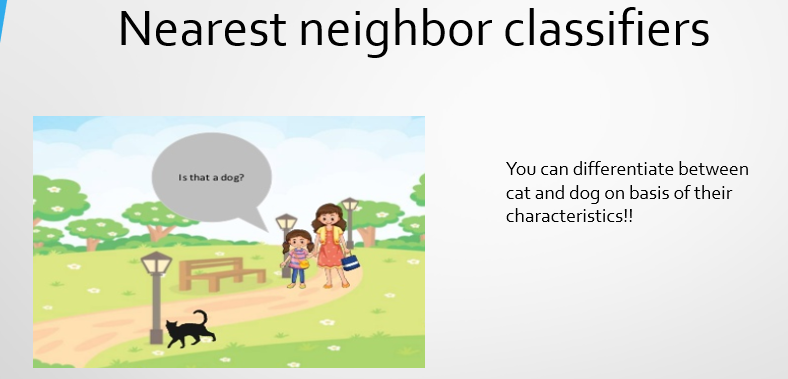 Nearest neighbor classifiers
Is that a dog?
You can differentiate between
cat and dog on basis of their
characteristics!!